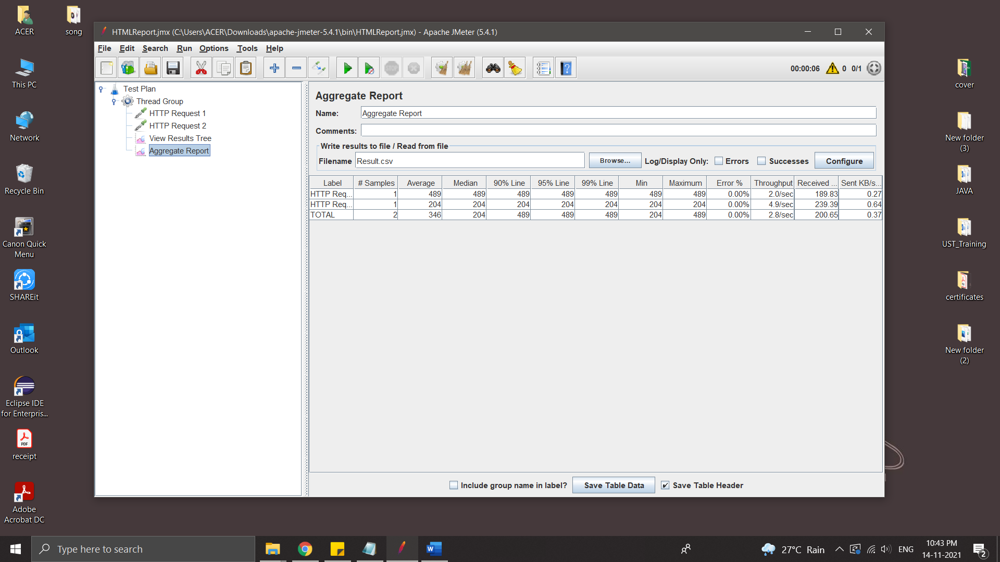 ACER
song
This PC
Network
Recycle Bin
Canon Quick
Menu
SHAREit
Outlook
Eclipse IDE
for Enterpris...
PDF
receipt
Adobe
Acrobat DC
HTMLReport.jmx (C:\Users\ACER\Downloads\apache-jmeter-5.4.1\bin\HTMLReport.jmx) - Apache JMeter (5.4.1)
File Edit Search Run Options Tools Help
STOP
00:00:06 0 0/1
Test Plan
Thread Group
HTTP Request 1
HTTP Request 2
View Results Tree
Aggregate Report
Aggregate Report
Name: Aggregate Report
Comments:
Write results to file / Read from file
Filename Result.csv Browse... Log/Display Only: Errors Successes Configure
Label # Samples Average Median 90% Line 95% Line 99% Line Min Maximum Error % Throughput Received ... Sent KB/s...
HTTP Req... 1 489 489 489 489 489 489 489 0.00% 2.0/sec 189.83 0.27
HTTP Req... 1 204 204 204 204 204 204 204 0.00% 4.9/sec 239.39 0.64
TOTAL 2 346 204 489 489 489 204 489 0.00% 2.8/sec 200.65 0.37
Include group name in label? Save Table Data Save Table Header
cover
New folder
(3)
JAVA
UST_Training
certificates
New folder
(2)
Type here to search
27°C Rain
ENG
10:43 PM
14-11-2021
2